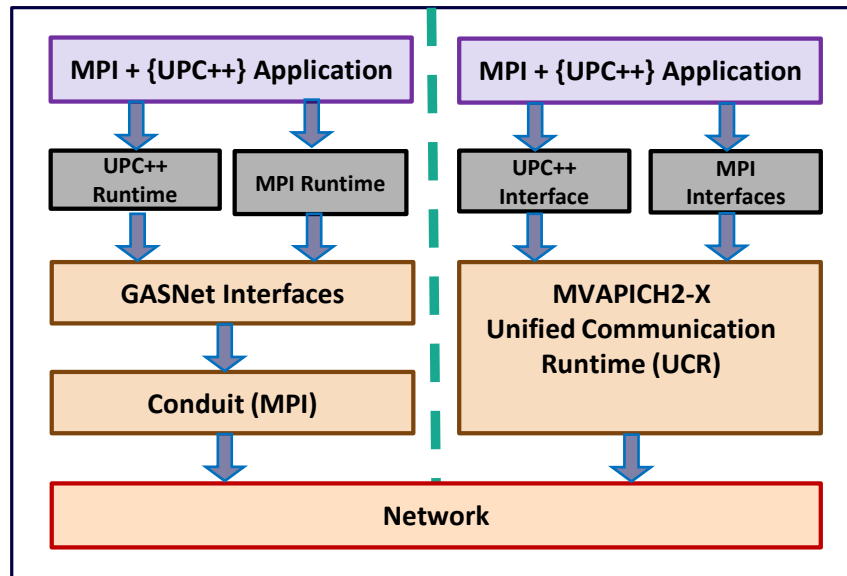 MPI + {UPC++} Application
UPC++
Runtime
MPI Runtime
GASNet Interfaces
Conduit (MPI)
MPI + {UPC++} Application
UPC++
Interface
MPI
Interfaces
MVAPICH2-X
Unified Communication
Runtime (UCR)
Network